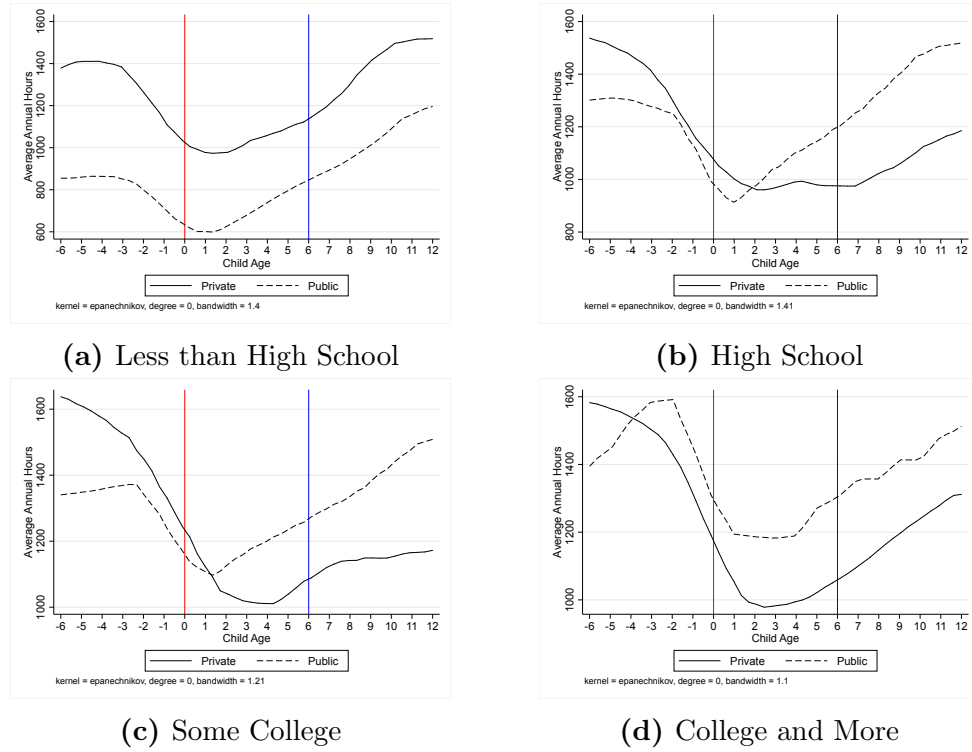 Average Annual Hours
1600
1400
1200
1000
800
600
-6 -5 -4 -3 -2 -1 0 1 2 3 4 5 6 7 8 9 10 11 12
Child Age
Private Public
kernel = epanechnikov, degree = 0, bandwidth = 1.4
(a) Less than High School
Average Annual Hours
1600
1400
1200
1000
800
-6 -5 -4 -3 -2 -1 0 1 2 3 4 5 6 7 8 9 10 11 12
Child Age
Private Public
kernel = epanechnikov, degree = 0, bandwidth = 1.41
(b) High School
Average Annual Hours
1600
1400
1200
1000
-6 -5 -4 -3 -2 -1 0 1 2 3 4 5 6 7 8 9 10 11 12
Child Age
Private Public
kernel = epanechnikov, degree = 0, bandwidth = 1.21
(c) Some College
Average Annual Hours
1600
1400
1200
1000
-6 -5 -4 -3 -2 -1 0 1 2 3 4 5 6 7 8 9 10 11 12
Child Age
Private Public
kernel = epanechnikov, degree = 0, bandwidth = 1.1
(d) College and More